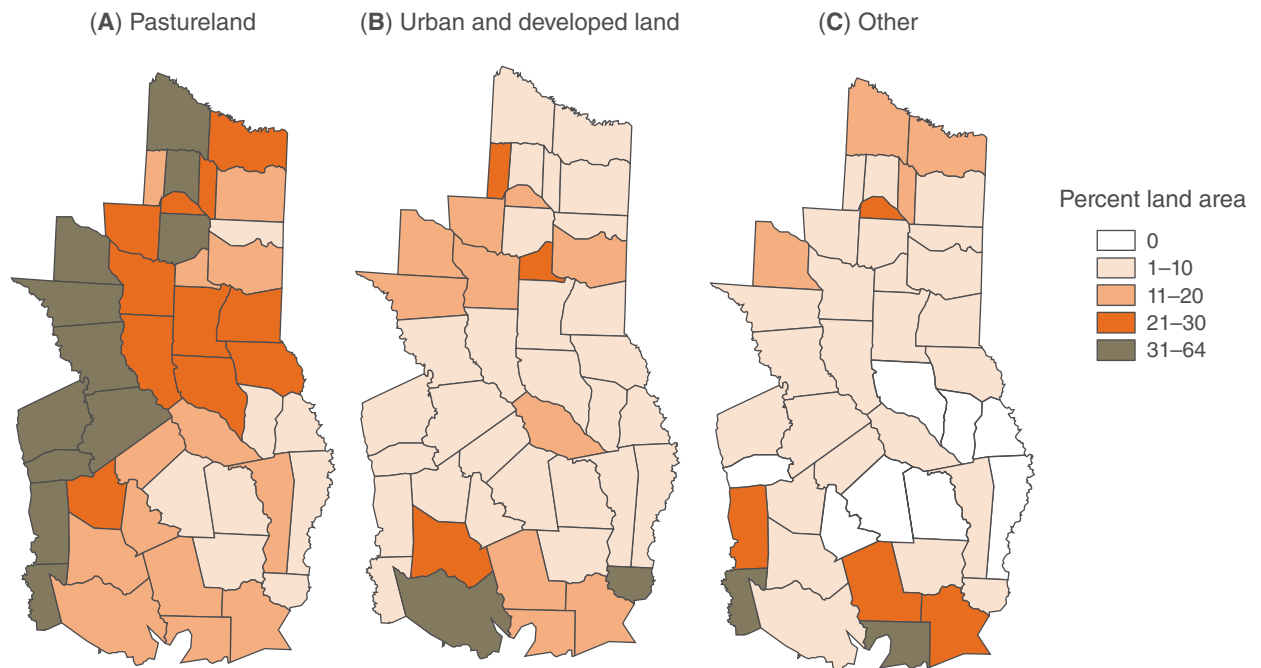 (A) Pastureland
(B) Urban and developed land
(C) Other
Percent land area
0
1–10
11–20
21–30
31–64